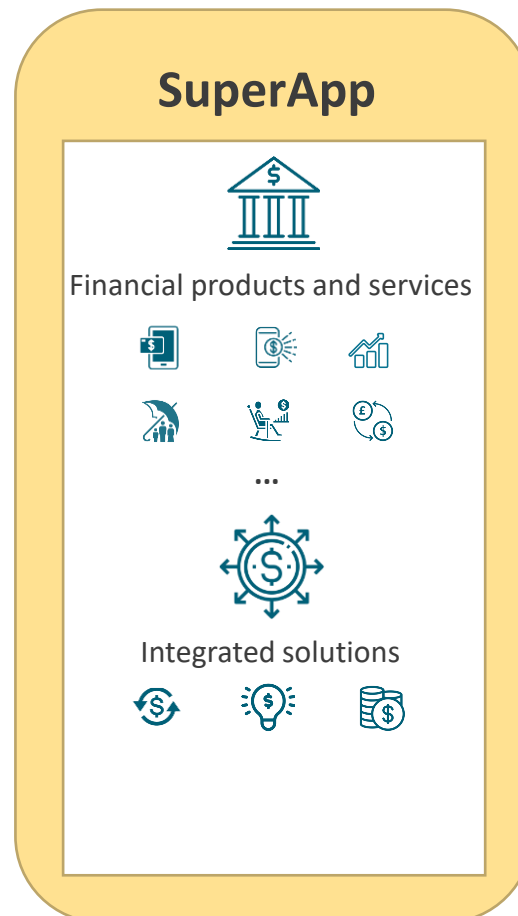 SuperApp
$
Financial products and services
$ $
$
£
$
...
$
Integrated solutions
$ $ $